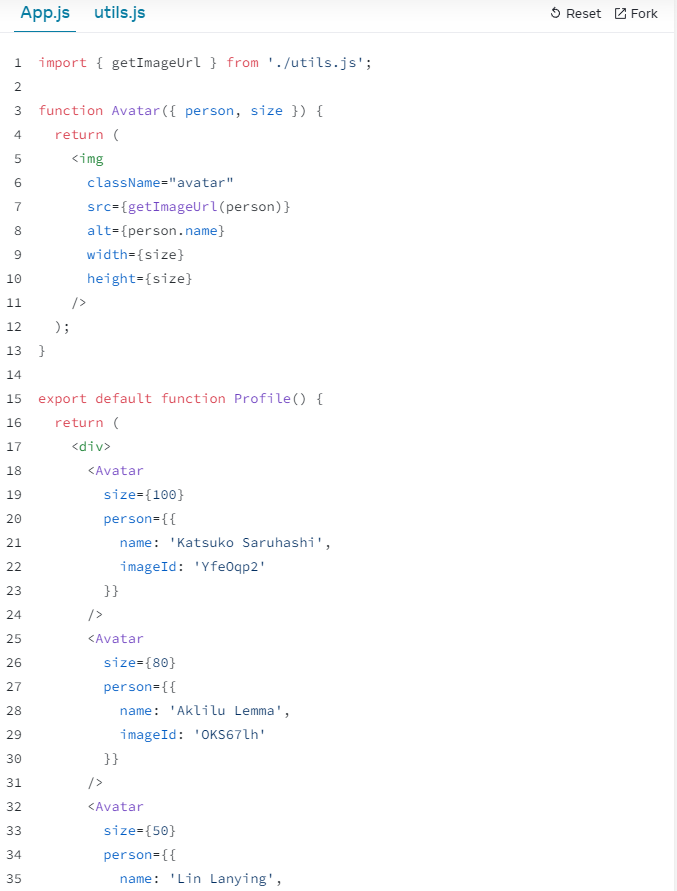 App.js utils.js Reset Fork
1 import { getImageUrl } from './utils.js';
2
3 function Avatar({ person, size }) {
4 return (
5 <img
6 className="avatar"
7 src={getImageUrl(person)}
8 alt={person.name}
9 width={size}
10 height={size}
11 />
12 );
13 }
14
15 export default function Profile() {
16 return (
17 <div>
18 <Avatar
19 size={100}
20 person={{
21 name: 'Katsuko Saruhashi',
22 imageId: 'YfeOqp2'
23 }}
24 />
25 <Avatar
26 size={80}
27 person={{
28 name: 'Aklilu Lemma',
29 imageId: 'OKS67lh'
30 }}
31 />
32 <Avatar
33 size={50}
34 person={{
35 name: 'Lin Lanying',